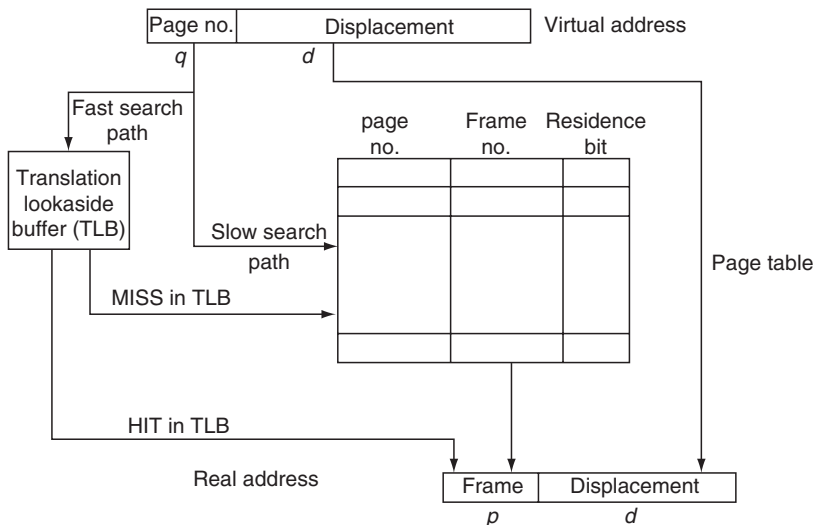 Page no. Displacement Virtual address
q d
Fast search
path
page
no.
Frame
no.
Residence
bit
Translation
lookaside
buffer (TLB)
Slow search
path
Page table
MISS in TLB
HIT in TLB
Real address
Frame Displacement
p d